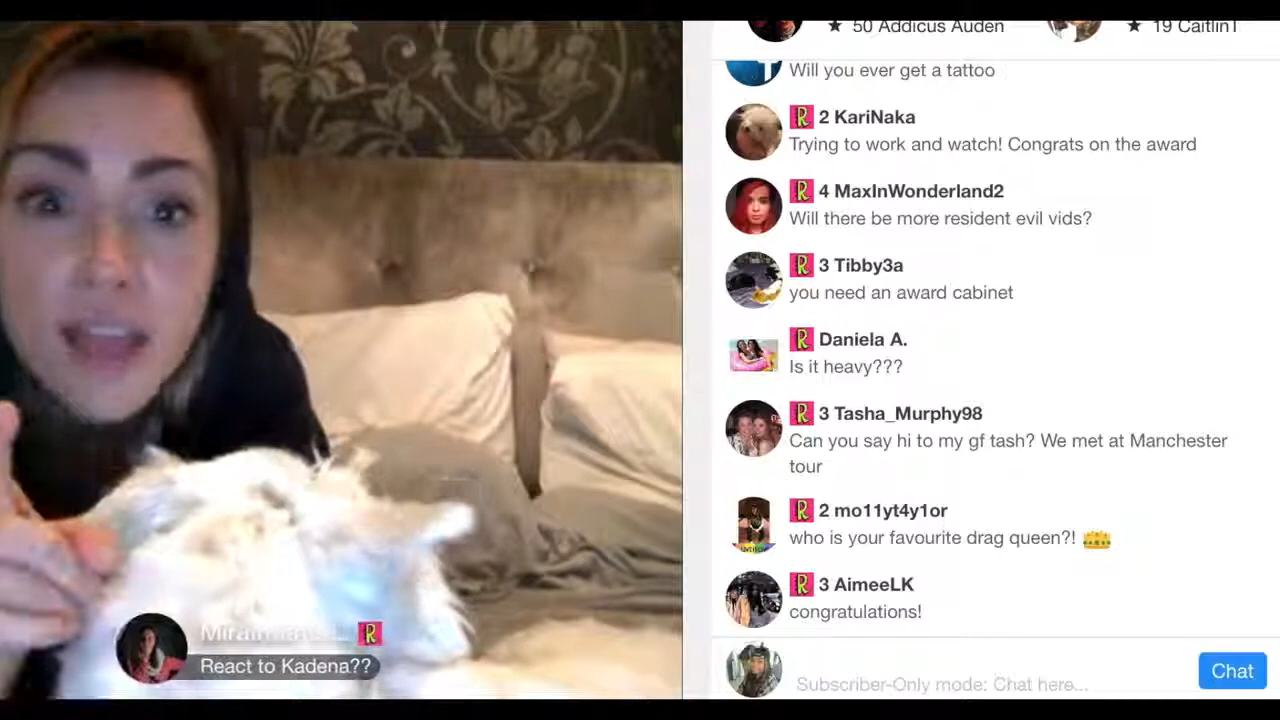 ★ 50 Addicus Auden
★ 19 CaitlinT
Will you ever get a tattoo
R 2 KariNaka
Trying to work and watch! Congrats on the award
R 4 MaxInWonderland2
Will there be more resident evil vids?
R 3 Tibby3a
you need an award cabinet
R Daniela A.
Is it heavy???
R 3 Tasha_Murphy98
Can you say hi to my gf tash? We met at Manchester
tour
R 2 mo11yt4y1or
who is your favourite drag queen?!
R 3 AimeeLK
congratulations!
R
React to Kadena??
Subscriber-Only mode: Chat here...
Chat